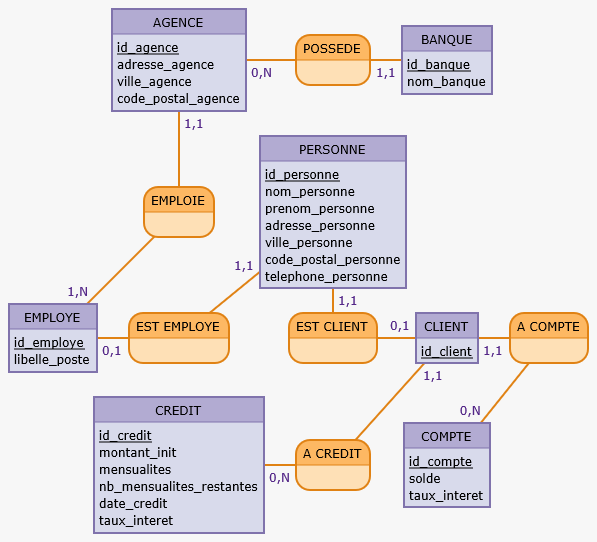 AGENCE
id_agence
adresse_agence
ville_agence
code_postal_agence
POSSEDE
0,N
1,1
BANQUE
id_banque
nom_banque
1,1
EMPLOIE
1,N
PERSONNE
id_personne
nom_personne
prenom_personne
adresse_personne
ville_personne
code_postal_personne
telephone_personne
1,1
1,1
EMPLOYE
id_employe
libelle_poste
0,1
EST EMPLOYE
EST CLIENT
0,1
CLIENT
id_client
1,1
1,1
A COMPTE
0,N
CREDIT
id_credit
montant_init
mensualites
nb_mensualites_restantes
date_credit
taux_interet
0,N
A CREDIT
COMPTE
id_compte
solde
taux_interet